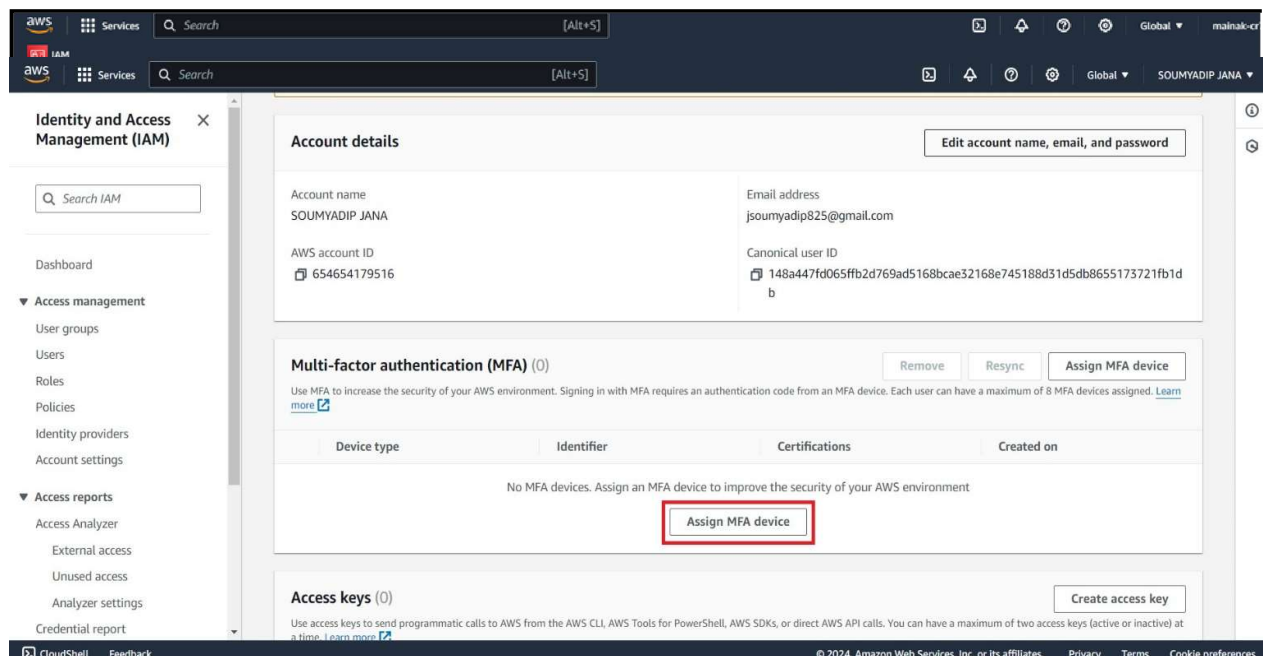 aws Services Search [Alt+S] Global ▼ mainak-cr
IAM
aws Services Search [Alt+S] Global ▼ SOUMYADIP JANA ▼
Identity and Access
Management (IAM)
Search IAM
Dashboard
▼ Access management
User groups
Users
Roles
Policies
Identity providers
Account settings
▼ Access reports
Access Analyzer
External access
Unused access
Analyzer settings
Credential report
Account details
Edit account name, email, and password
Account name
SOUMYADIP JANA
Email address
jsoumyadip825@gmail.com
AWS account ID
654654179516
Canonical user ID
148a447fd065ffb2d769ad5168bcae32168e745188d31d5db8655173721fb1d
b
Multi-factor authentication (MFA) (0)
Remove Resync Assign MFA device
Use MFA to increase the security of your AWS environment. Signing in with MFA requires an authentication code from an MFA device. Each user can have a maximum of 8 MFA devices assigned. Learn
more
Device type Identifier Certifications Created on
No MFA devices. Assign an MFA device to improve the security of your AWS environment
Assign MFA device
Access keys (0)
Create access key
Use access keys to send programmatic calls to AWS from the AWS CLI, AWS Tools for PowerShell, AWS SDKs, or direct AWS API calls. You can have a maximum of two access keys (active or inactive) at
a time. Learn more
CloudShell Feedback © 2024, Amazon Web Services, Inc. or its affiliates. Privacy Terms Cookie preferences